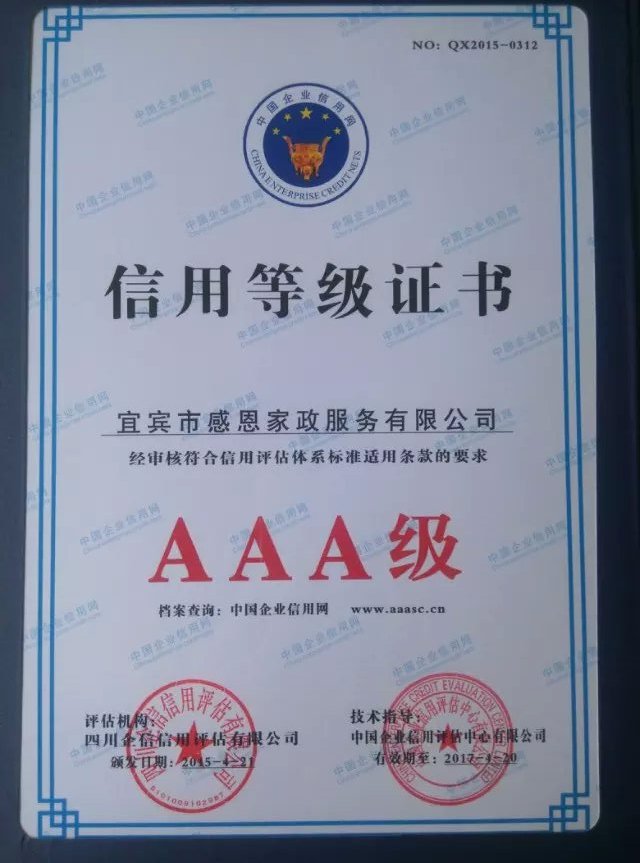 NO: QX2015-0312
中国企业信用网
CHINA ENTERPRISE CREDIT NETS
信用等级证书
宜宾市感恩家政服务有限公司
经审核符合信用评估体系标准适用条款的要求
AAA级
档案查询：中国企业信用网 www.aaasc.cn
评估机构：
四川企信信用评估有限公司
颁发日期：2015-4-21
技术指导：
中国企业信用评估中心有限公司
有效期至：2017-4-20